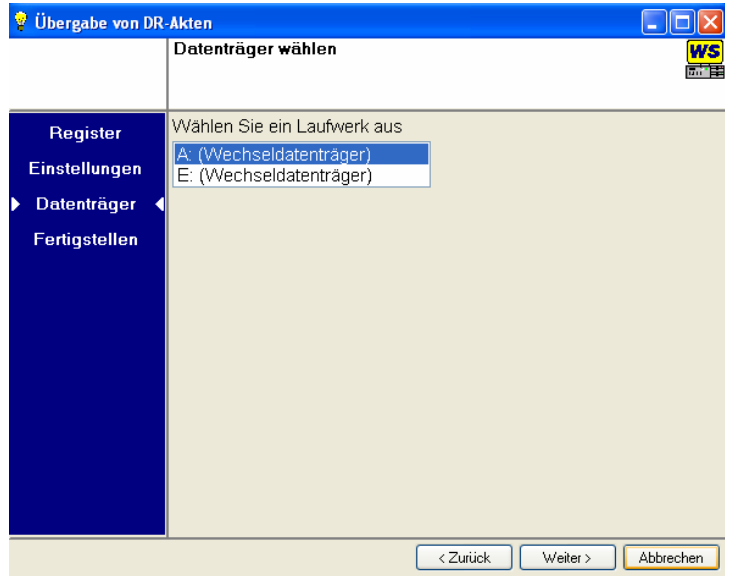 Übergabe von DR-Akten
Datenträger wählen
WS
Register
Einstellungen
Datenträger
Fertigstellen
Wählen Sie ein Laufwerk aus
A: (Wechseldatenträger)
E: (Wechseldatenträger)
< Zurück
Weiter >
Abbrechen